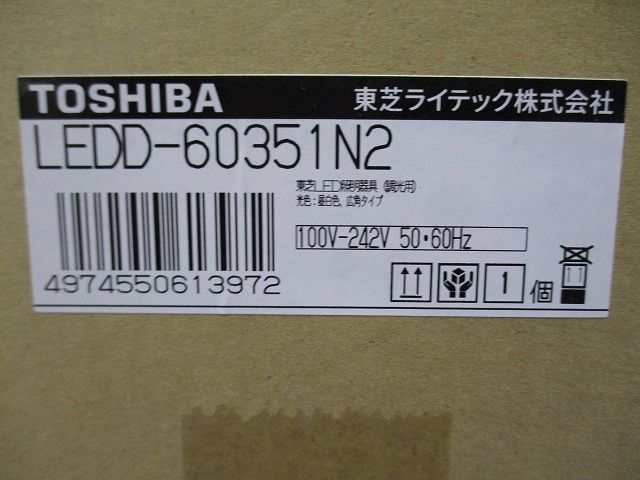 TOSHIBA 東芝ライテック株式会社
LEDD-60351N2
東芝LED照明器具 (調光用)
光色:昼白色, 広角タイプ
100V-242V 50・60Hz
4974550613972
1 個